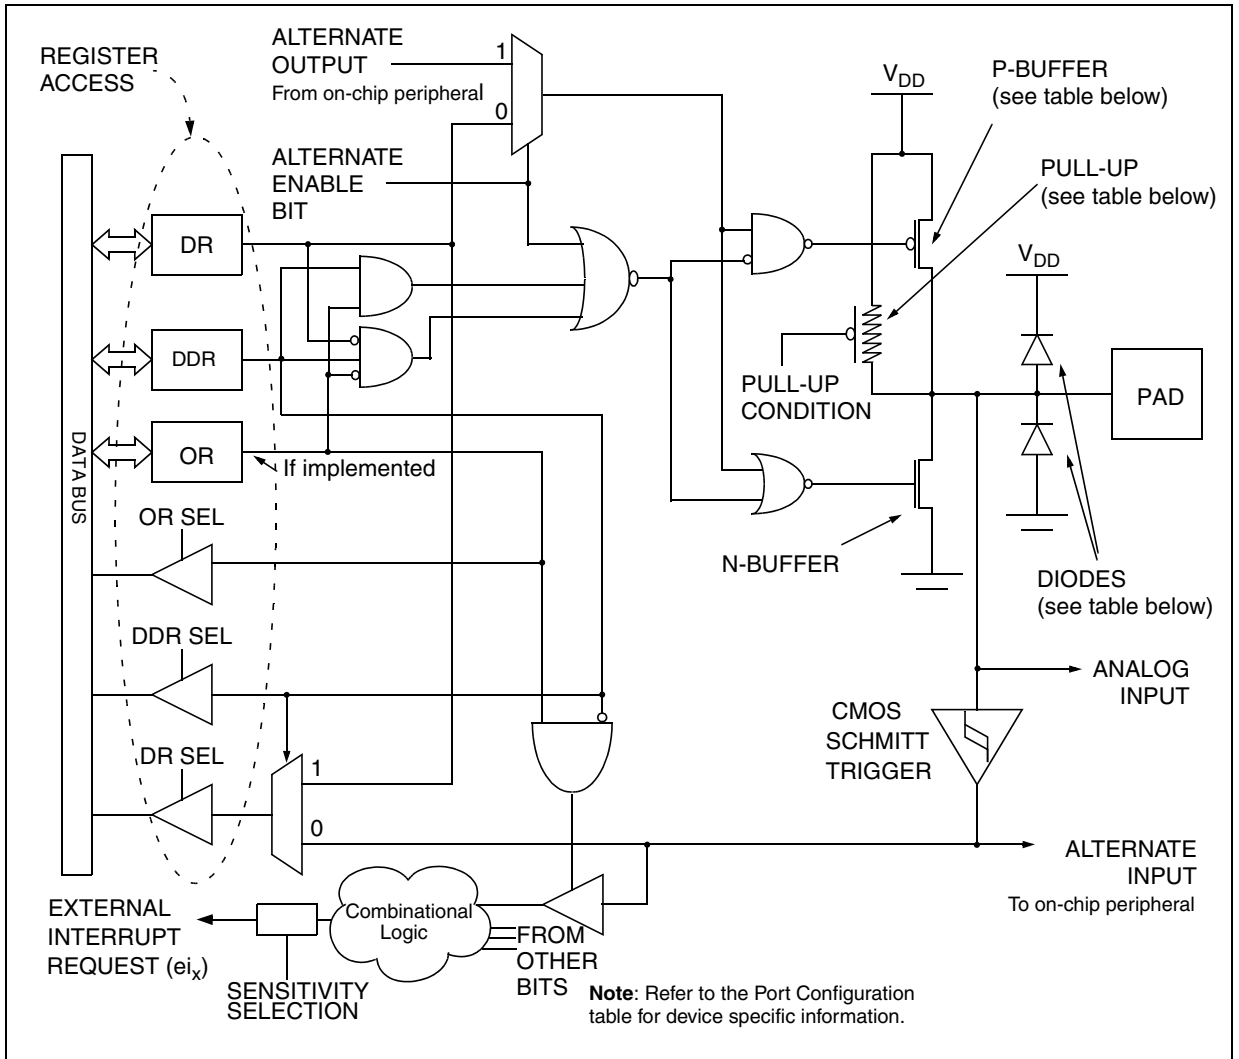 REGISTER
ACCESS
ALTERNATE
OUTPUT
From on-chip peripheral
1
0
ALTERNATE
ENABLE
BIT
VDD
P-BUFFER
(see table below)
PULL-UP
(see table below)
VDD
DR
DDR
OR
If implemented
DATA BUS
PULL-UP
CONDITION
PAD
N-BUFFER
DIODES
(see table below)
OR SEL
DDR SEL
DR SEL
1
0
CMOS
SCHMITT
TRIGGER
ANALOG
INPUT
ALTERNATE
INPUT
To on-chip peripheral
EXTERNAL
INTERRUPT
REQUEST (eix)
Combinational
Logic
SENSITIVITY
SELECTION
FROM
OTHER
BITS
Note: Refer to the Port Configuration
table for device specific information.